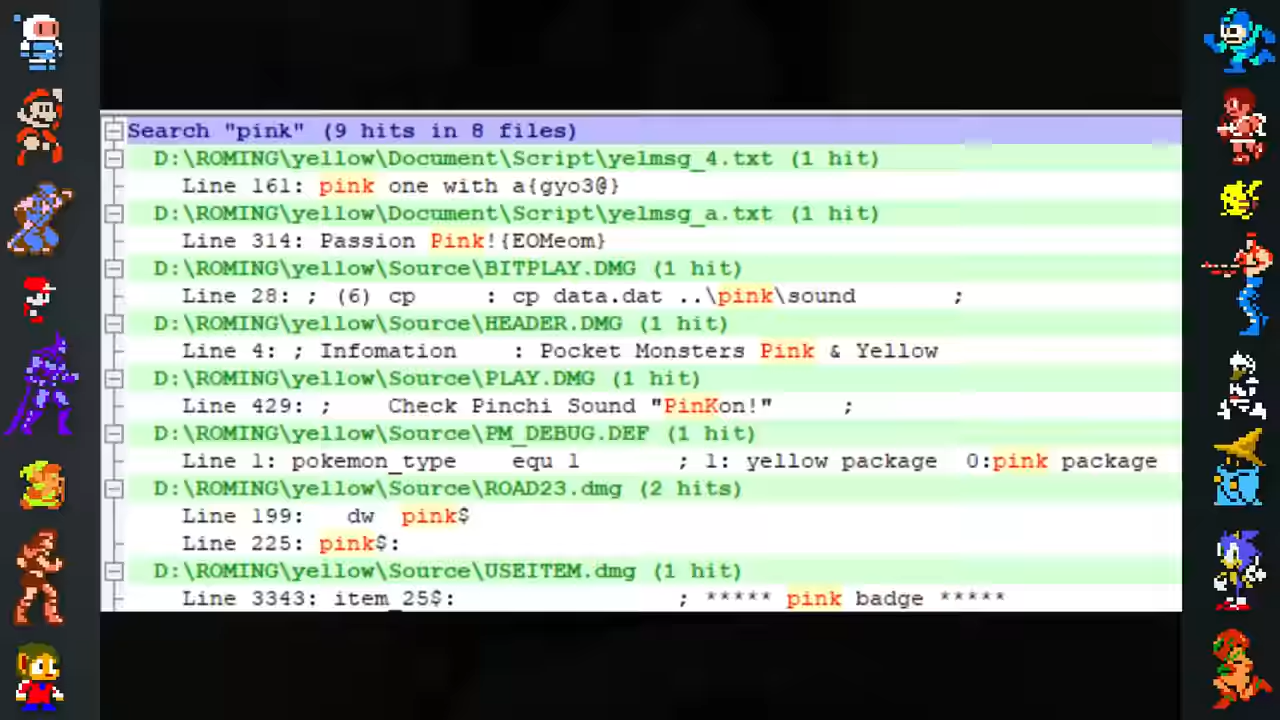 Search "pink" (9 hits in 8 files)
D:\ROMING\yellow\Document\Script\yelmsg_4.txt (1 hit)
Line 161: pink one with a{gyo3@}
D:\ROMING\yellow\Document\Script\yelmsg_a.txt (1 hit)
Line 314: Passion Pink!{EOMeom}
D:\ROMING\yellow\Source\BITPLAY.DMG (1 hit)
Line 28: ; (6) cp : cp data.dat ..\pink\sound ;
D:\ROMING\yellow\Source\HEADER.DMG (1 hit)
Line 4: ; Infomation : Pocket Monsters Pink & Yellow
D:\ROMING\yellow\Source\PLAY.DMG (1 hit)
Line 429: ; Check Pinchi Sound "PinKon!" ;
D:\ROMING\yellow\Source\PM_DEBUG.DEF (1 hit)
Line 1: pokemon_type equ 1 ; 1: yellow package 0:pink package
D:\ROMING\yellow\Source\ROAD23.dmg (2 hits)
Line 199: dw pink$
Line 225: pink$:
D:\ROMING\yellow\Source\USEITEM.dmg (1 hit)
Line 3343: item_25$: ; ***** pink badge *****